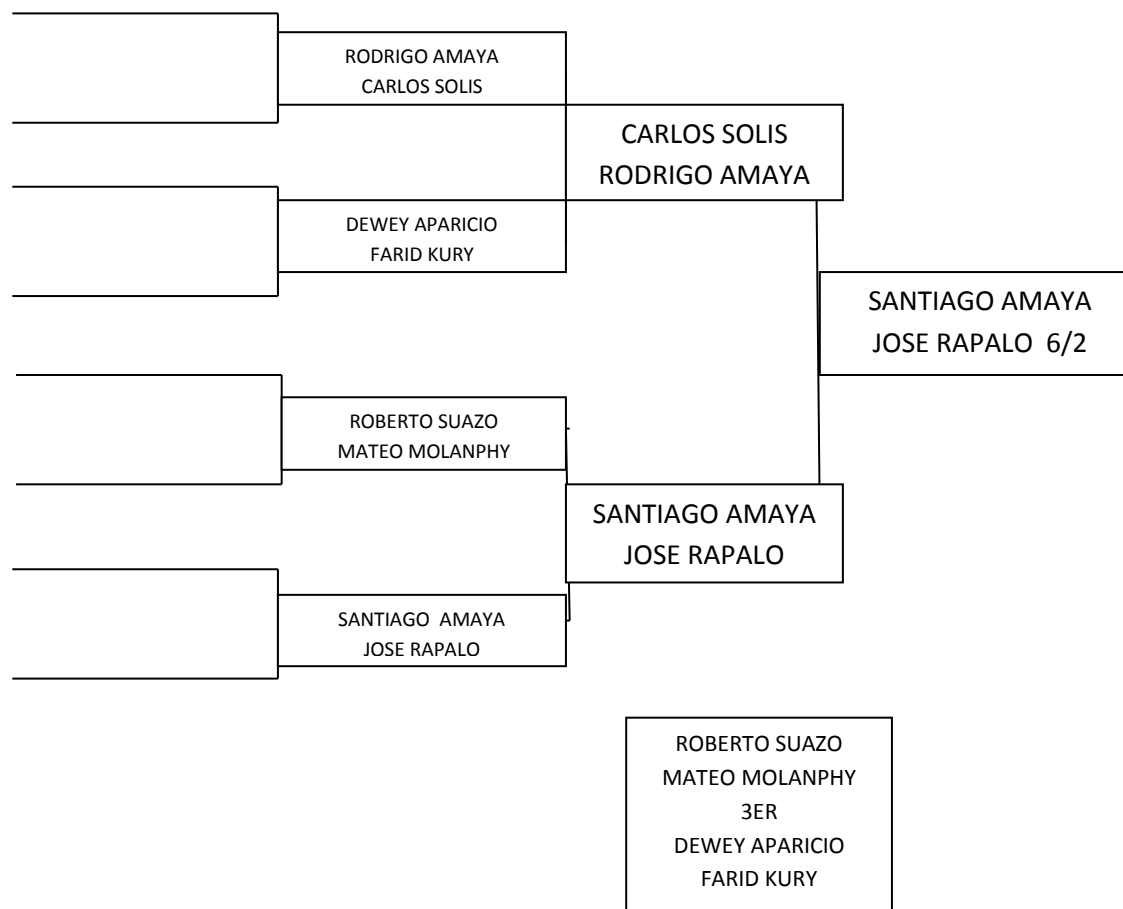 RODRIGO AMAYA
CARLOS SOLIS
CARLOS SOLIS
RODRIGO AMAYA
DEWEY APARICIO
FARID KURY
SANTIAGO AMAYA
JOSE RAPALO 6/2
ROBERTO SUAZO
MATEO MOLANPHY
SANTIAGO AMAYA
JOSE RAPALO
SANTIAGO AMAYA
JOSE RAPALO
ROBERTO SUAZO
MATEO MOLANPHY
3ER
DEWEY APARICIO
FARID KURY